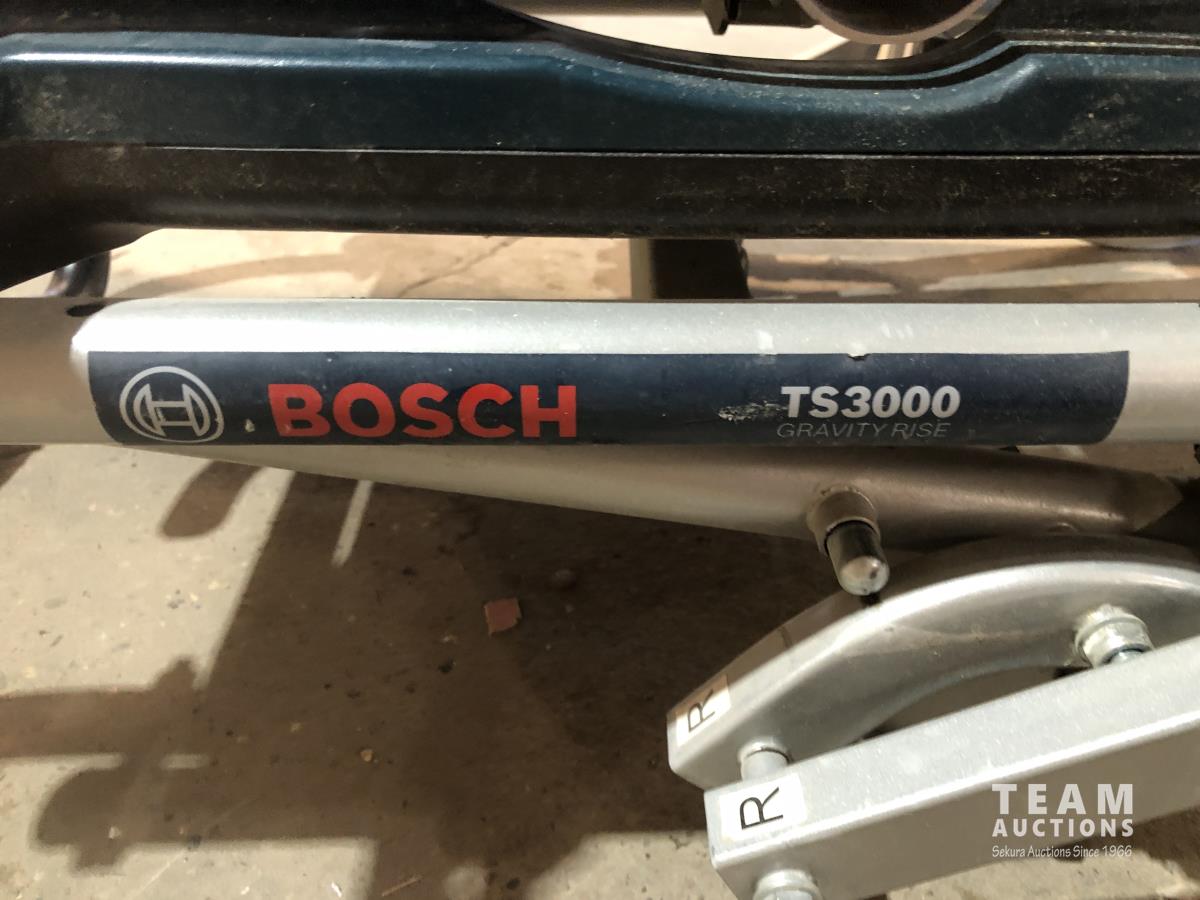 BOSCH
TS3000
GRAVITY RISE
R
R
TEAM
AUCTIONS
Sekura Auctions Since 1966